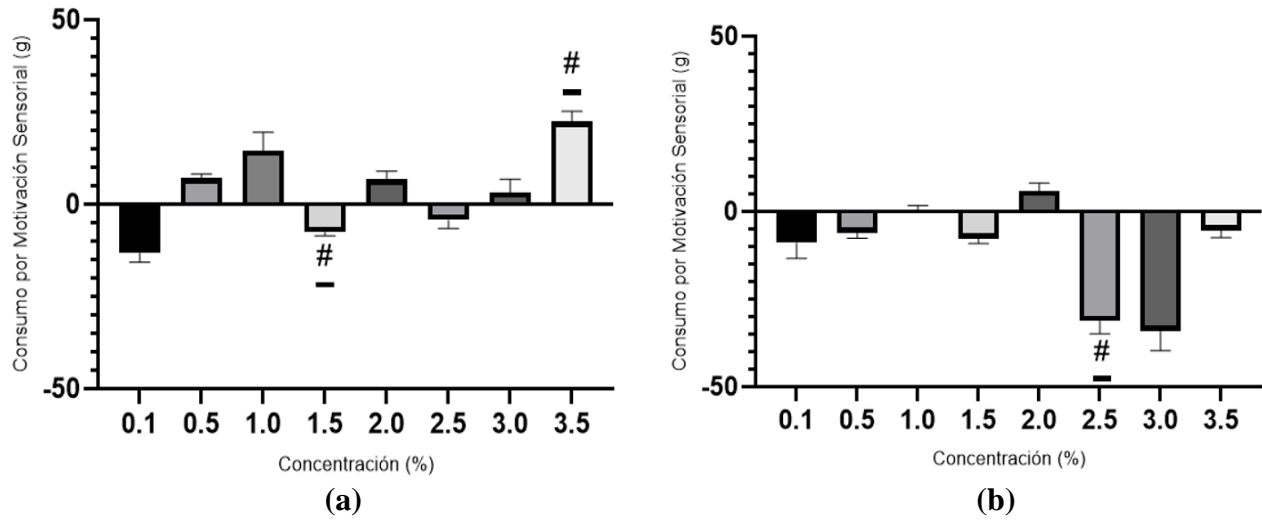 Consumo por Motivación Sensorial (g)
50
0
-50
#
#
0.1 0.5 1.0 1.5 2.0 2.5 3.0 3.5
Concentración (%)
(a)
Consumo por Motivación Sensorial (g)
50
0
-50
#
0.1 0.5 1.0 1.5 2.0 2.5 3.0 3.5
Concentración (%)
(b)